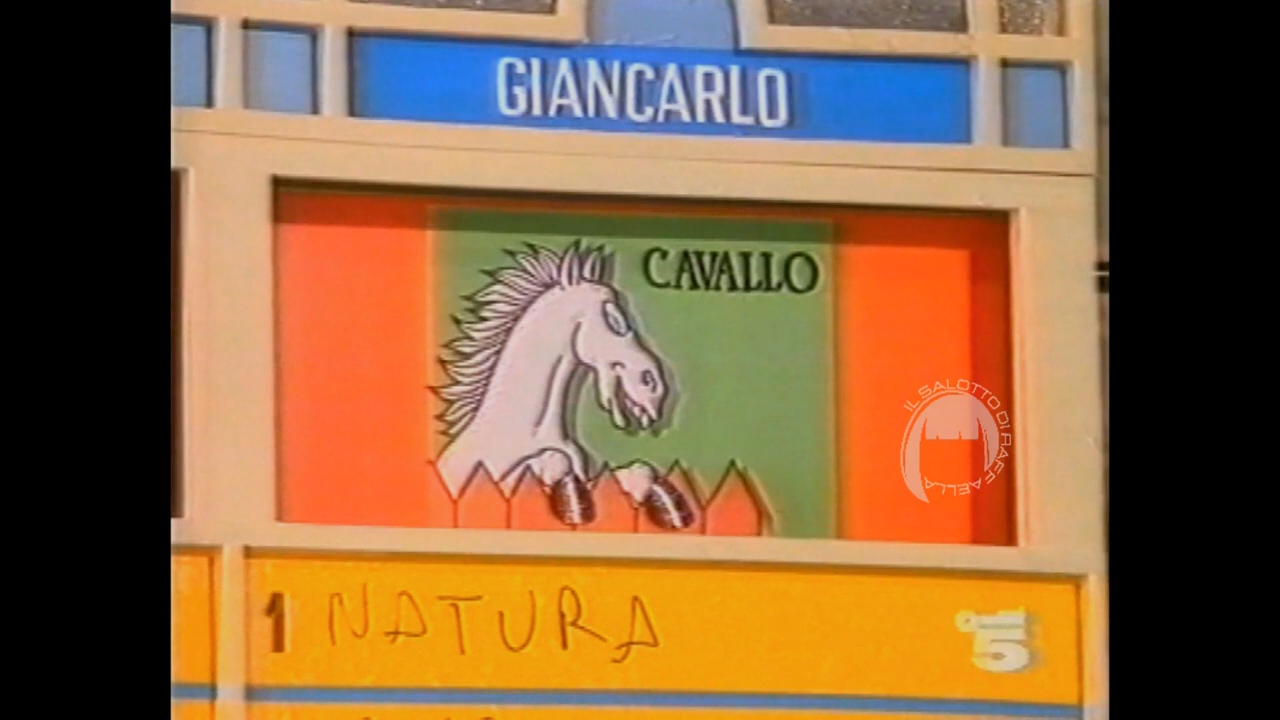 GIANCARLO
CAVALLO
IL SALOTTO DI RAFFAELLA
1 NATURA
5